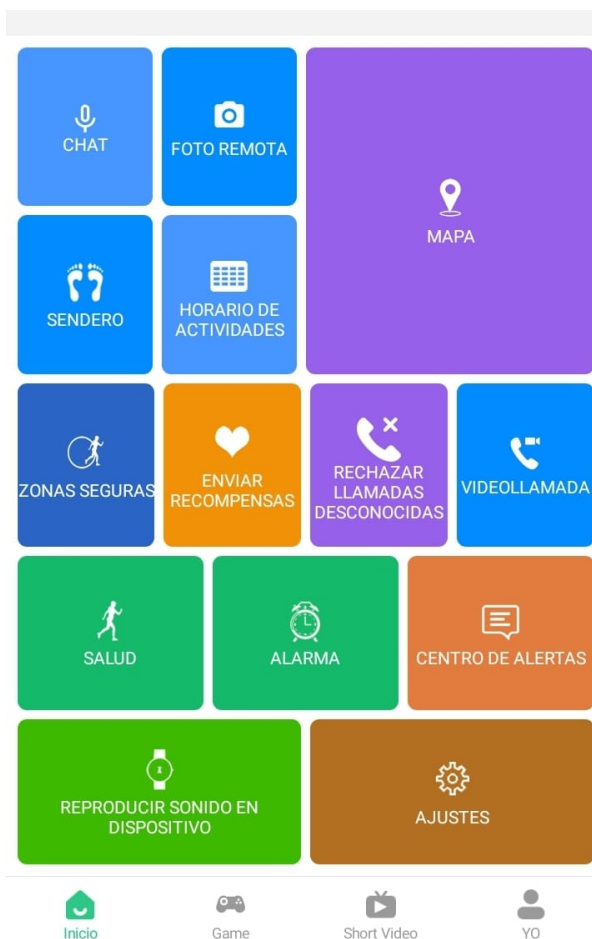 CHAT
FOTO REMOTA
MAPA
SENDERO
HORARIO DE
ACTIVIDADES
ZONAS SEGURAS
ENVIAR
RECOMPENSAS
RECHAZAR
LLAMADAS
DESCONOCIDAS
VIDEOLLAMADA
SALUD
ALARMA
CENTRO DE ALERTAS
REPRODUCIR SONIDO EN
DISPOSITIVO
AJUSTES
Inicio
Game
Short Video
YO